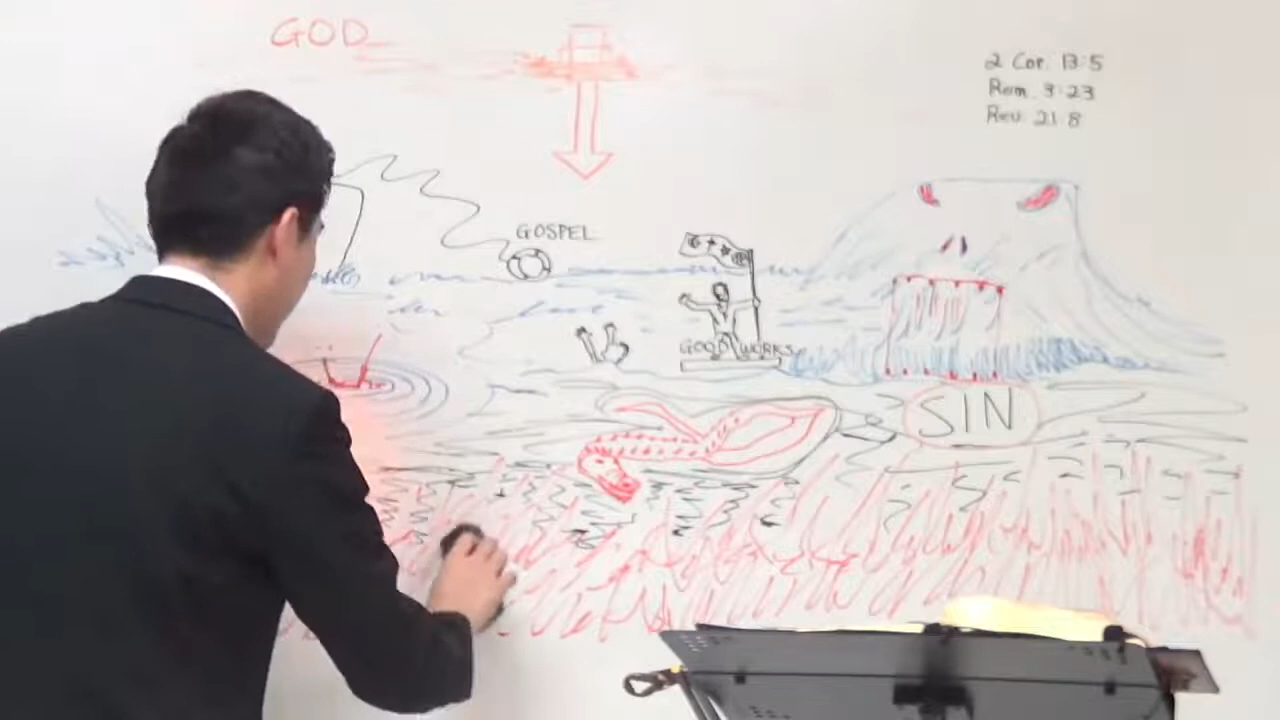 GOD
2 Cor. 13:5
Rom. 3:23
Rev. 21:8
GOSPEL
GOOD WORKS
SIN